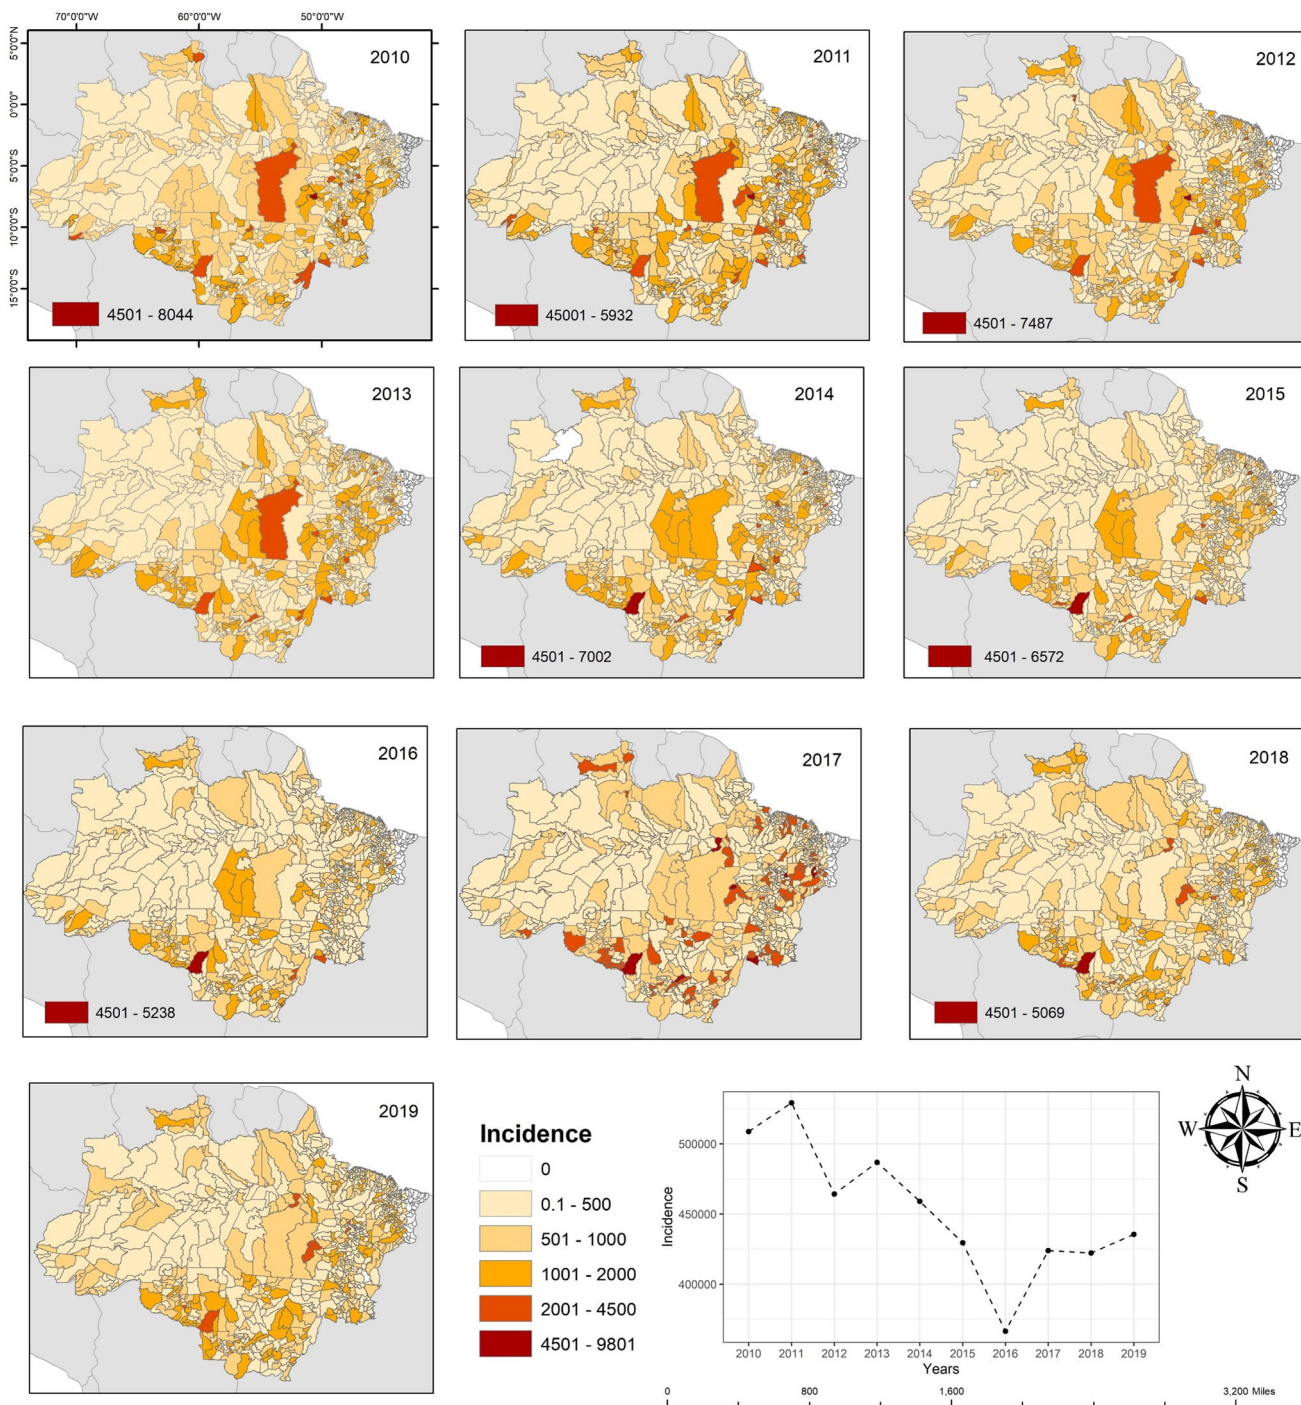 70°0'0"W 60°0'0"W 50°0'0"W
5°0'0"N
0°0'0"
5°0'0"S
10°0'0"S
15°0'0"S
2010
4501 - 8044
2011
45001 - 5932
2012
4501 - 7487
2013
2014
4501 - 7002
2015
4501 - 6572
2016
4501 - 5238
2017
2018
4501 - 5069
2019
Incidence
0
0.1 - 500
501 - 1000
1001 - 2000
2001 - 4500
4501 - 9801
Incidence
500000
450000
400000
2010 2011 2012 2013 2014 2015 2016 2017 2018 2019
Years
N
W E
S
0 800 1,600 3,200 Miles